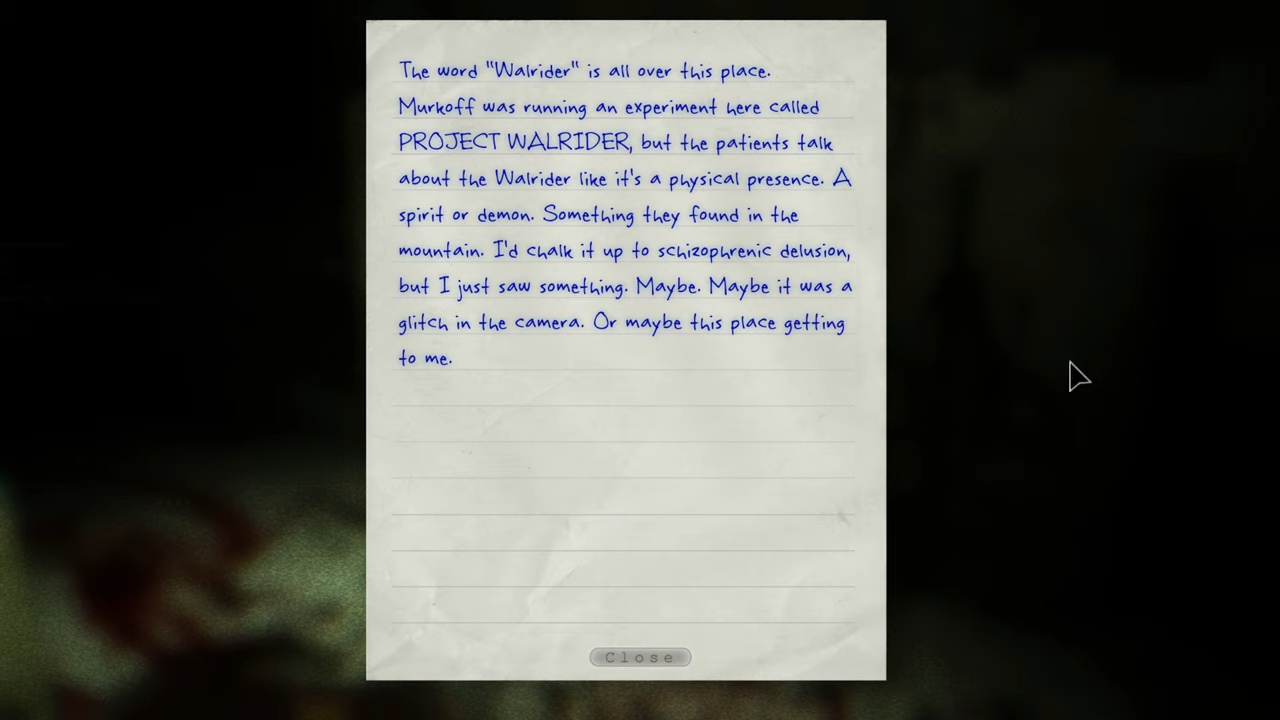 The word "Walrider" is all over this place.
Murkoff was running an experiment here called
PROJECT WALRIDER, but the patients talk
about the Walrider like it's a physical presence. A
spirit or demon. Something they found in the
mountain. I'd chalk it up to schizophrenic delusion,
but I just saw something. Maybe. Maybe it was a
glitch in the camera. Or maybe this place getting
to me.
Close